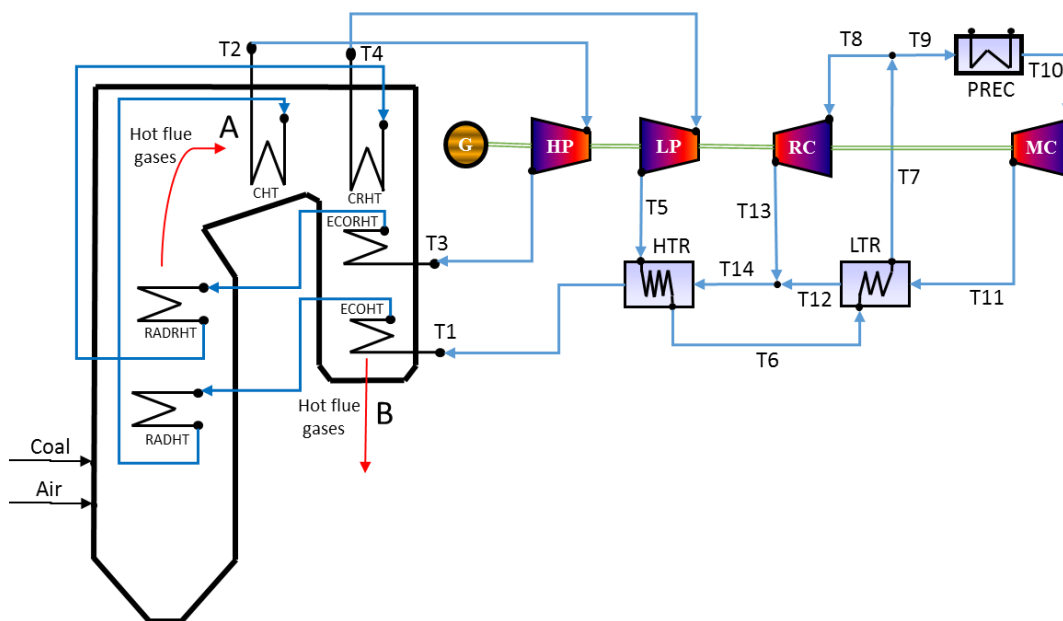 T2
T4
T8
T9
T10
PREC
A
Hot flue
gases
G
HP
LP
RC
MC
CHT
CRHT
T7
ECORHT
T3
T5
T13
HTR
LTR
T14
T12
T11
RADRHT
ECOHT
T1
T6
Hot flue
gases
B
RADHT
Coal
Air